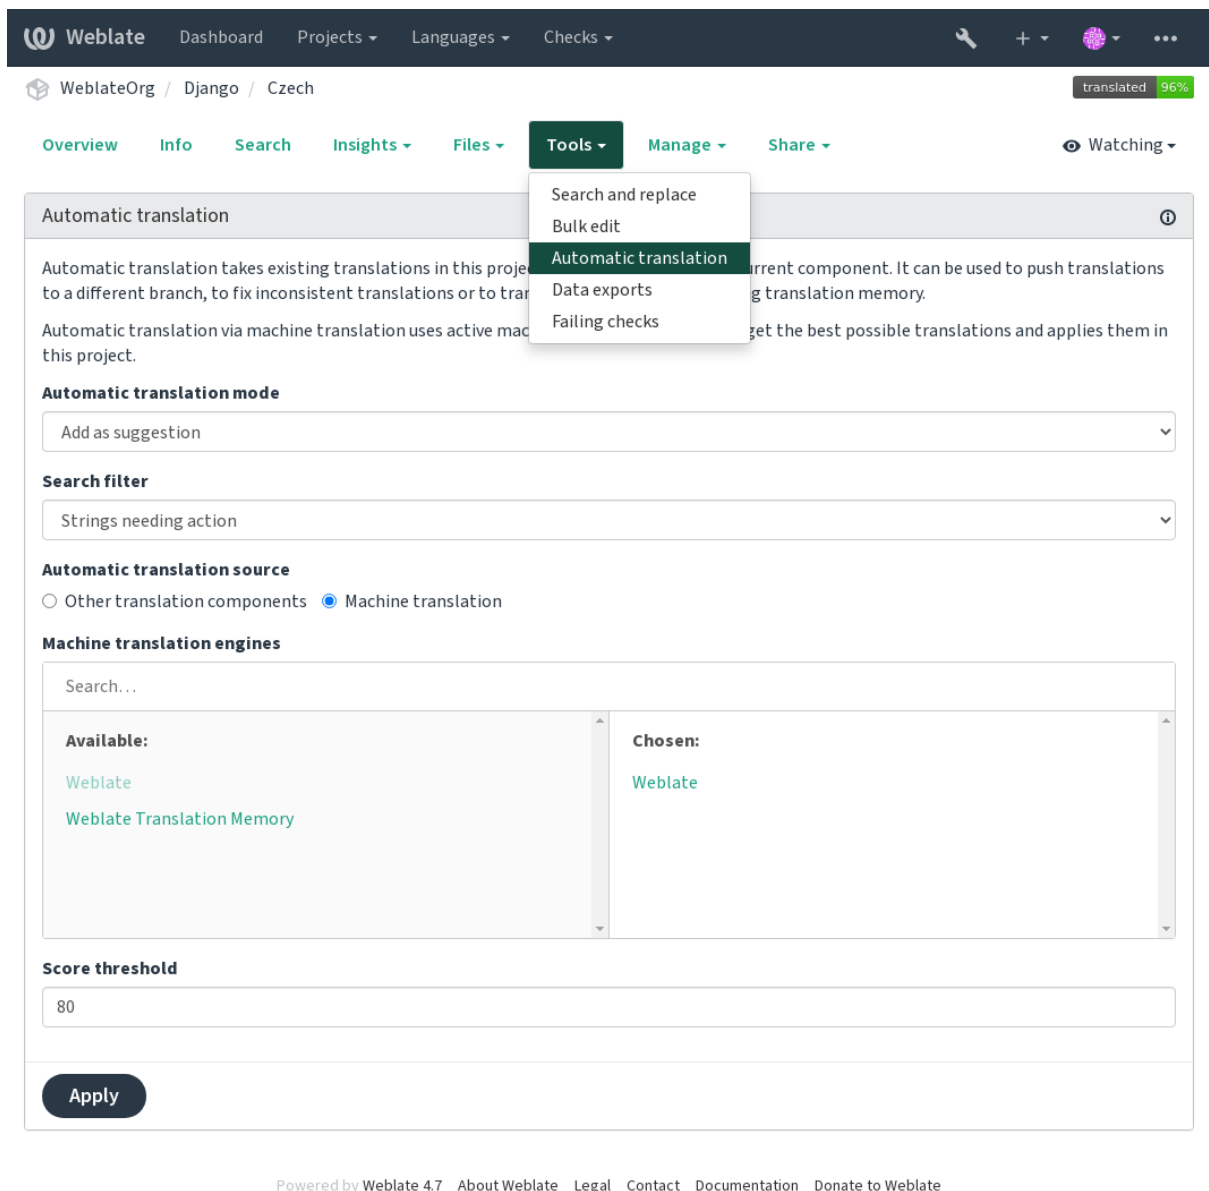 Weblate Dashboard Projects Languages Checks
WeblateOrg / Django / Czech translated 96%
Overview Info Search Insights Files Tools Manage Share Watching
Search and replace
Bulk edit
Automatic translation
Data exports
Failing checks
Automatic translation
Automatic translation takes existing translations in this urrent component. It can be used to push translations
to a different branch, to fix inconsistent translations or to translation memory.
Automatic translation via machine translation uses active get the best possible translations and applies them in
this project.
Automatic translation mode
Add as suggestion
Search filter
Strings needing action
Automatic translation source
Other translation components Machine translation
Machine translation engines
Search…
Available: Chosen:
Weblate Weblate
Weblate Translation Memory
Score threshold
80
Apply
Powered by Weblate 4.7 About Weblate Legal Contact Documentation Donate to Weblate